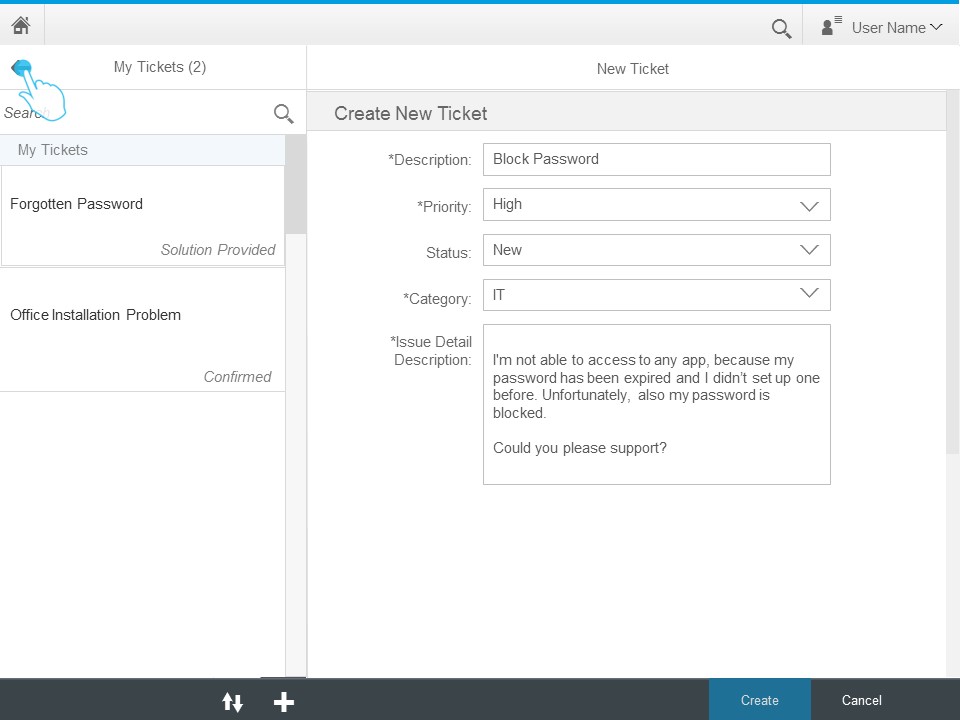 User Name
My Tickets (2)
New Ticket
Search
Create New Ticket
My Tickets
Forgotten Password
Solution Provided
Office Installation Problem
Confirmed
*Description: Block Password
*Priority: High
Status: New
*Category: IT
*Issue Detail
Description:
I'm not able to access to any app, because my
password has been expired and I didn't set up one
before. Unfortunately, also my password is
blocked.
Could you please support?
Create
Cancel